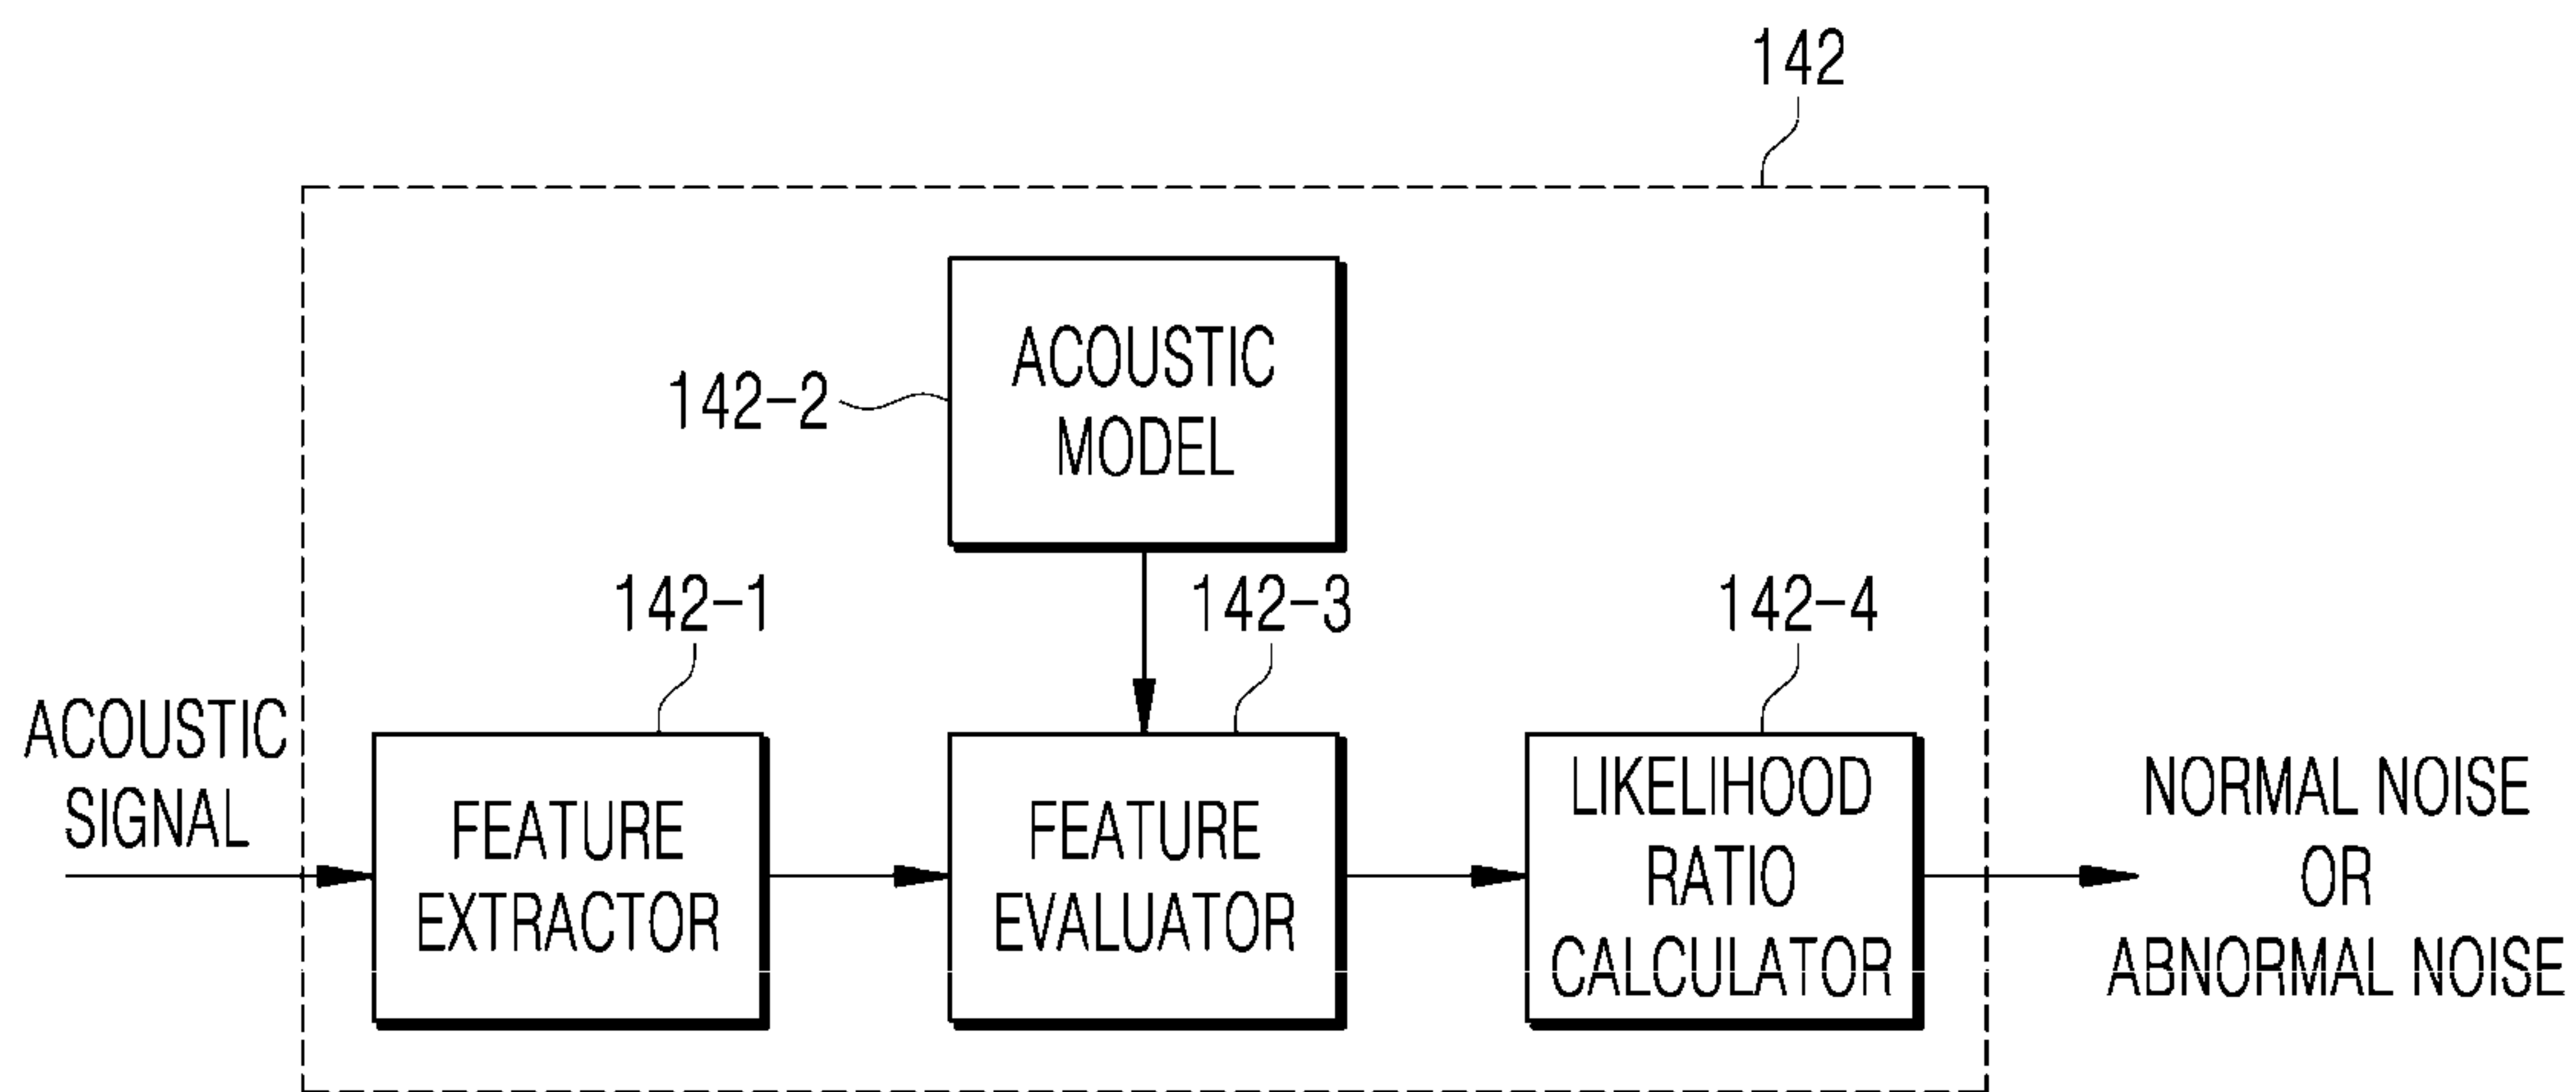 142
ACOUSTIC
MODEL
142-2
142-1
142-3
142-4
ACOUSTIC
SIGNAL
FEATURE
EXTRACTOR
FEATURE
EVALUATOR
LIKELIHOOD
RATIO
CALCULATOR
NORMAL NOISE
OR
ABNORMAL NOISE